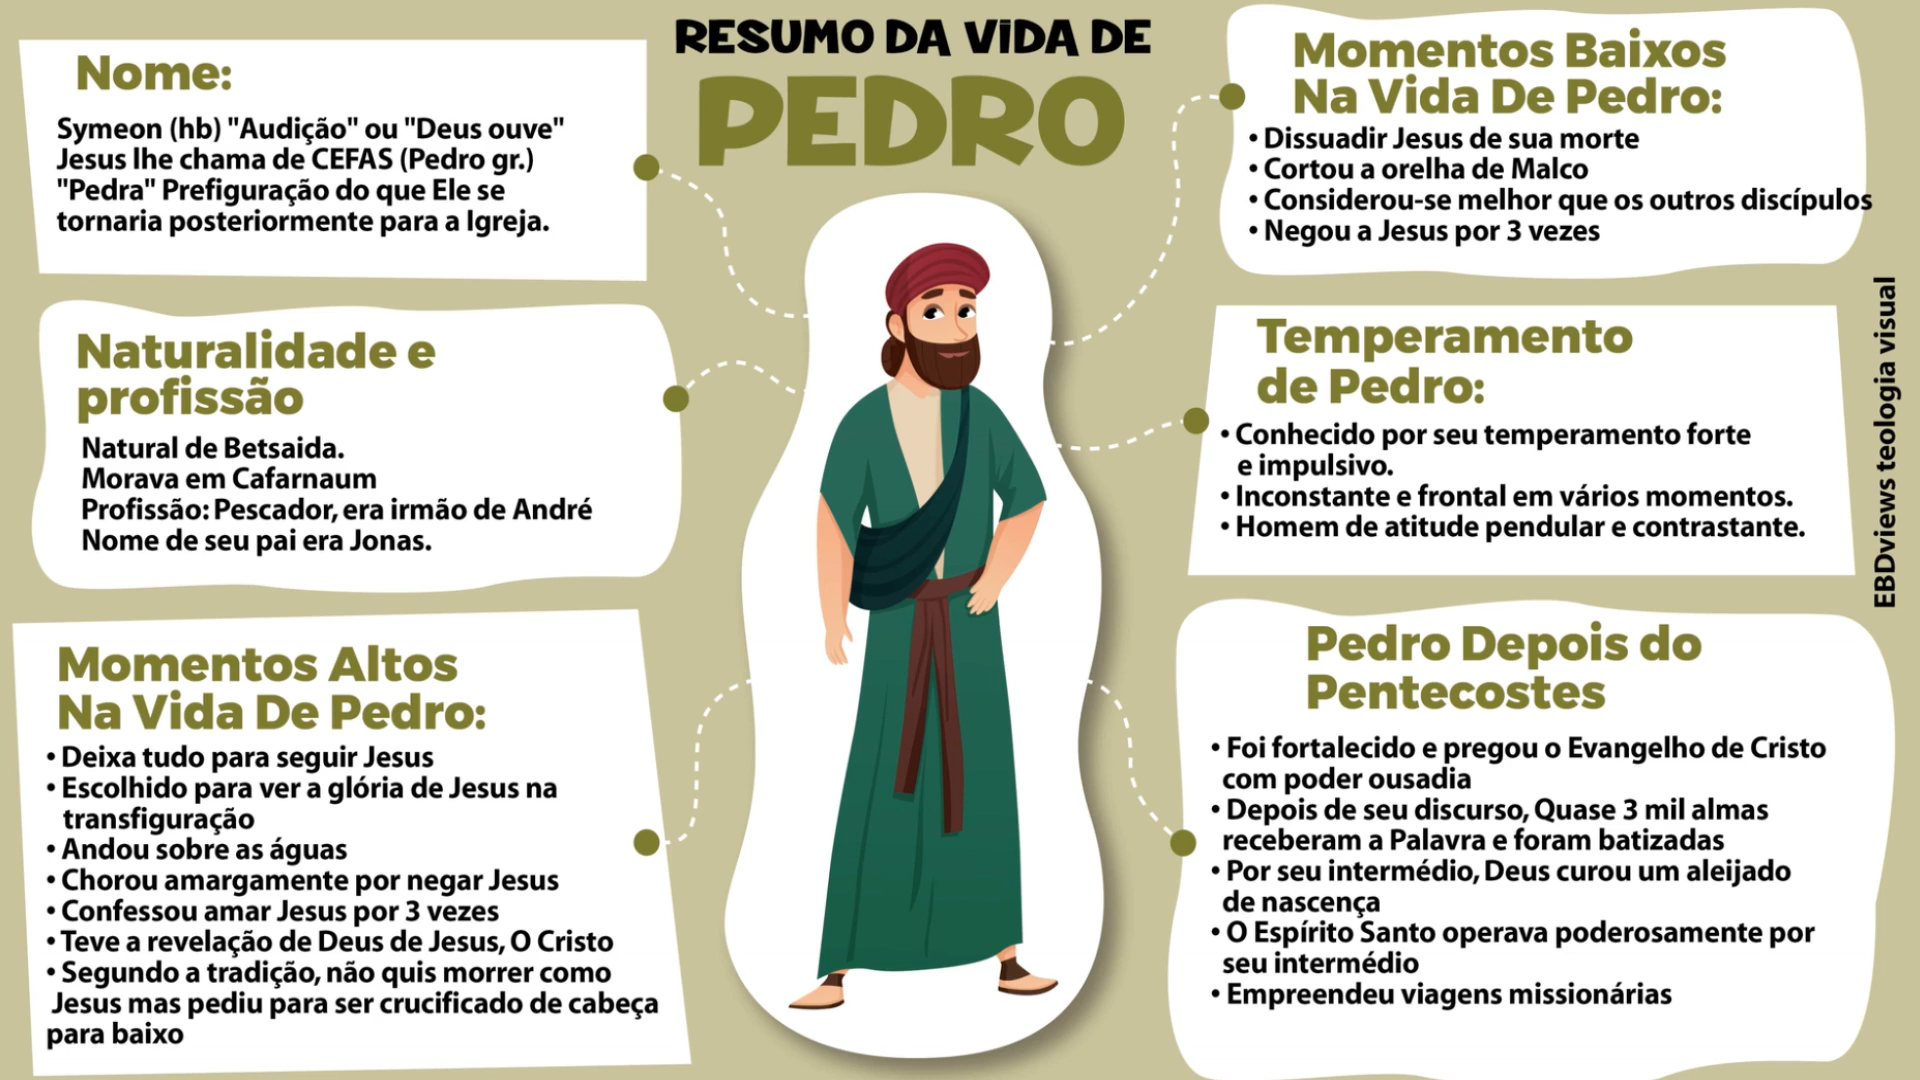 RESUMO DA VIDA DE
PEDRO
Nome:
Symeon (hb) "Audição" ou "Deus ouve"
Jesus lhe chama de CEFAS (Pedro gr.)
"Pedra" Prefiguração do que Ele se
tornaria posteriormente para a Igreja.
Naturalidade e
profissão
Natural de Betsaida.
Morava em Cafarnaum
Profissão: Pescador, era irmão de André
Nome de seu pai era Jonas.
Momentos Altos
Na Vida De Pedro:
• Deixa tudo para seguir Jesus
• Escolhido para ver a glória de Jesus na
transfiguração
• Andou sobre as águas
• Chorou amargamente por negar Jesus
• Confessou amar Jesus por 3 vezes
• Teve a revelação de Deus de Jesus, O Cristo
• Segundo a tradição, não quis morrer como
Jesus mas pediu para ser crucificado de cabeça
para baixo
Momentos Baixos
Na Vida De Pedro:
• Dissuadir Jesus de sua morte
• Cortou a orelha de Malco
• Considerou-se melhor que os outros discípulos
• Negou a Jesus por 3 vezes
Temperamento
de Pedro:
• Conhecido por seu temperamento forte
e impulsivo.
• Inconstante e frontal em vários momentos.
• Homem de atitude pendular e contrastante.
Pedro Depois do
Pentecostes
• Foi fortalecido e pregou o Evangelho de Cristo
com poder ousadia
• Depois de seu discurso, Quase 3 mil almas
receberam a Palavra e foram batizadas
• Por seu intermédio, Deus curou um aleijado
de nascença
• O Espírito Santo operava poderosamente por
seu intermédio
• Empreendeu viagens missionárias
EBDviews teologia visual